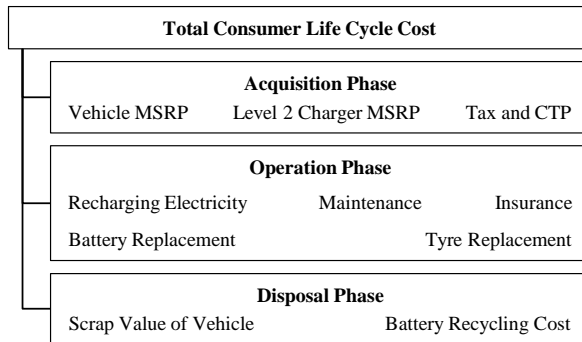 Total Consumer Life Cycle Cost
Acquisition Phase
Vehicle MSRP Level 2 Charger MSRP Tax and CTP
Operation Phase
Recharging Electricity Maintenance Insurance
Battery Replacement Tyre Replacement
Disposal Phase
Scrap Value of Vehicle Battery Recycling Cost